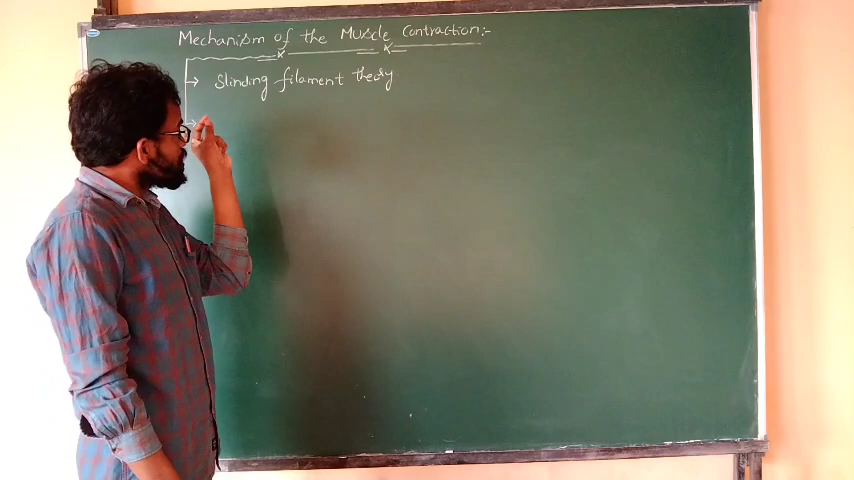 Mechanism of the Muscle Contraction:-
Slinding filament theory